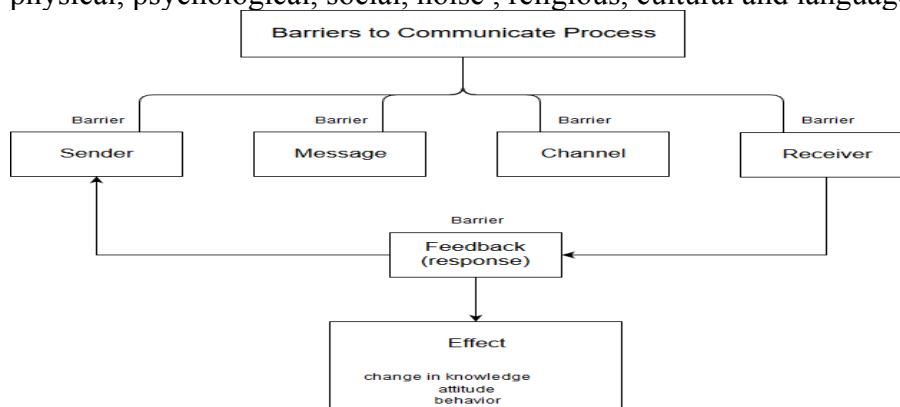 physical, psychological, social, noise , religious, cultural and language
Barriers to Communicate Process
Barrier Barrier Barrier Barrier
Sender Message Channel Receiver
Barrier
Feedback
(response)
Effect
change in knowledge
attitude
behavior